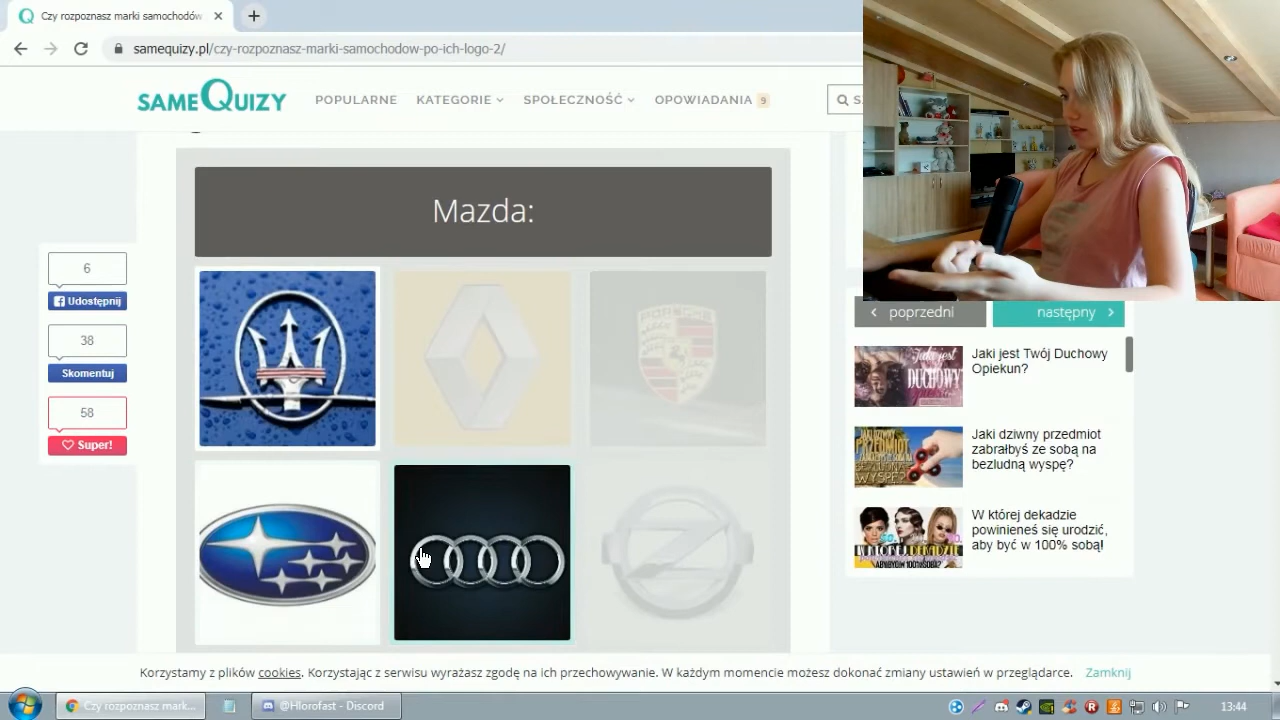 Czy rozpoznasz marki samochodów
samequizy.pl/czy-rozpoznasz-marki-samochodow-po-ich-logo-2/
SAMEQUIZY
POPULARNE
KATEGORIE
SPOŁECZNOŚĆ
OPOWIADANIA 9
S
Mazda:
6
Udostępnij
38
Skomentuj
58
Super!
PORSCHE
poprzedni
następny
Jaki jest Twój Duchowy
Opiekun?
Jaki jest
DUCHOWY
Jaki dziwny przedmiot
zabrałbyś ze sobą na
bezludną wyspę?
W której dekadzie
powinieneś się urodzić,
aby być w 100% sobą!
Korzystamy z plików cookies. Korzystając z serwisu wyrażasz zgodę na ich przechowywanie. W każdym momencie możesz dokonać zmiany ustawień w przeglądarce.
Zamknij
Czy rozpoznasz mark...
@Hlorofast - Discord
13:44